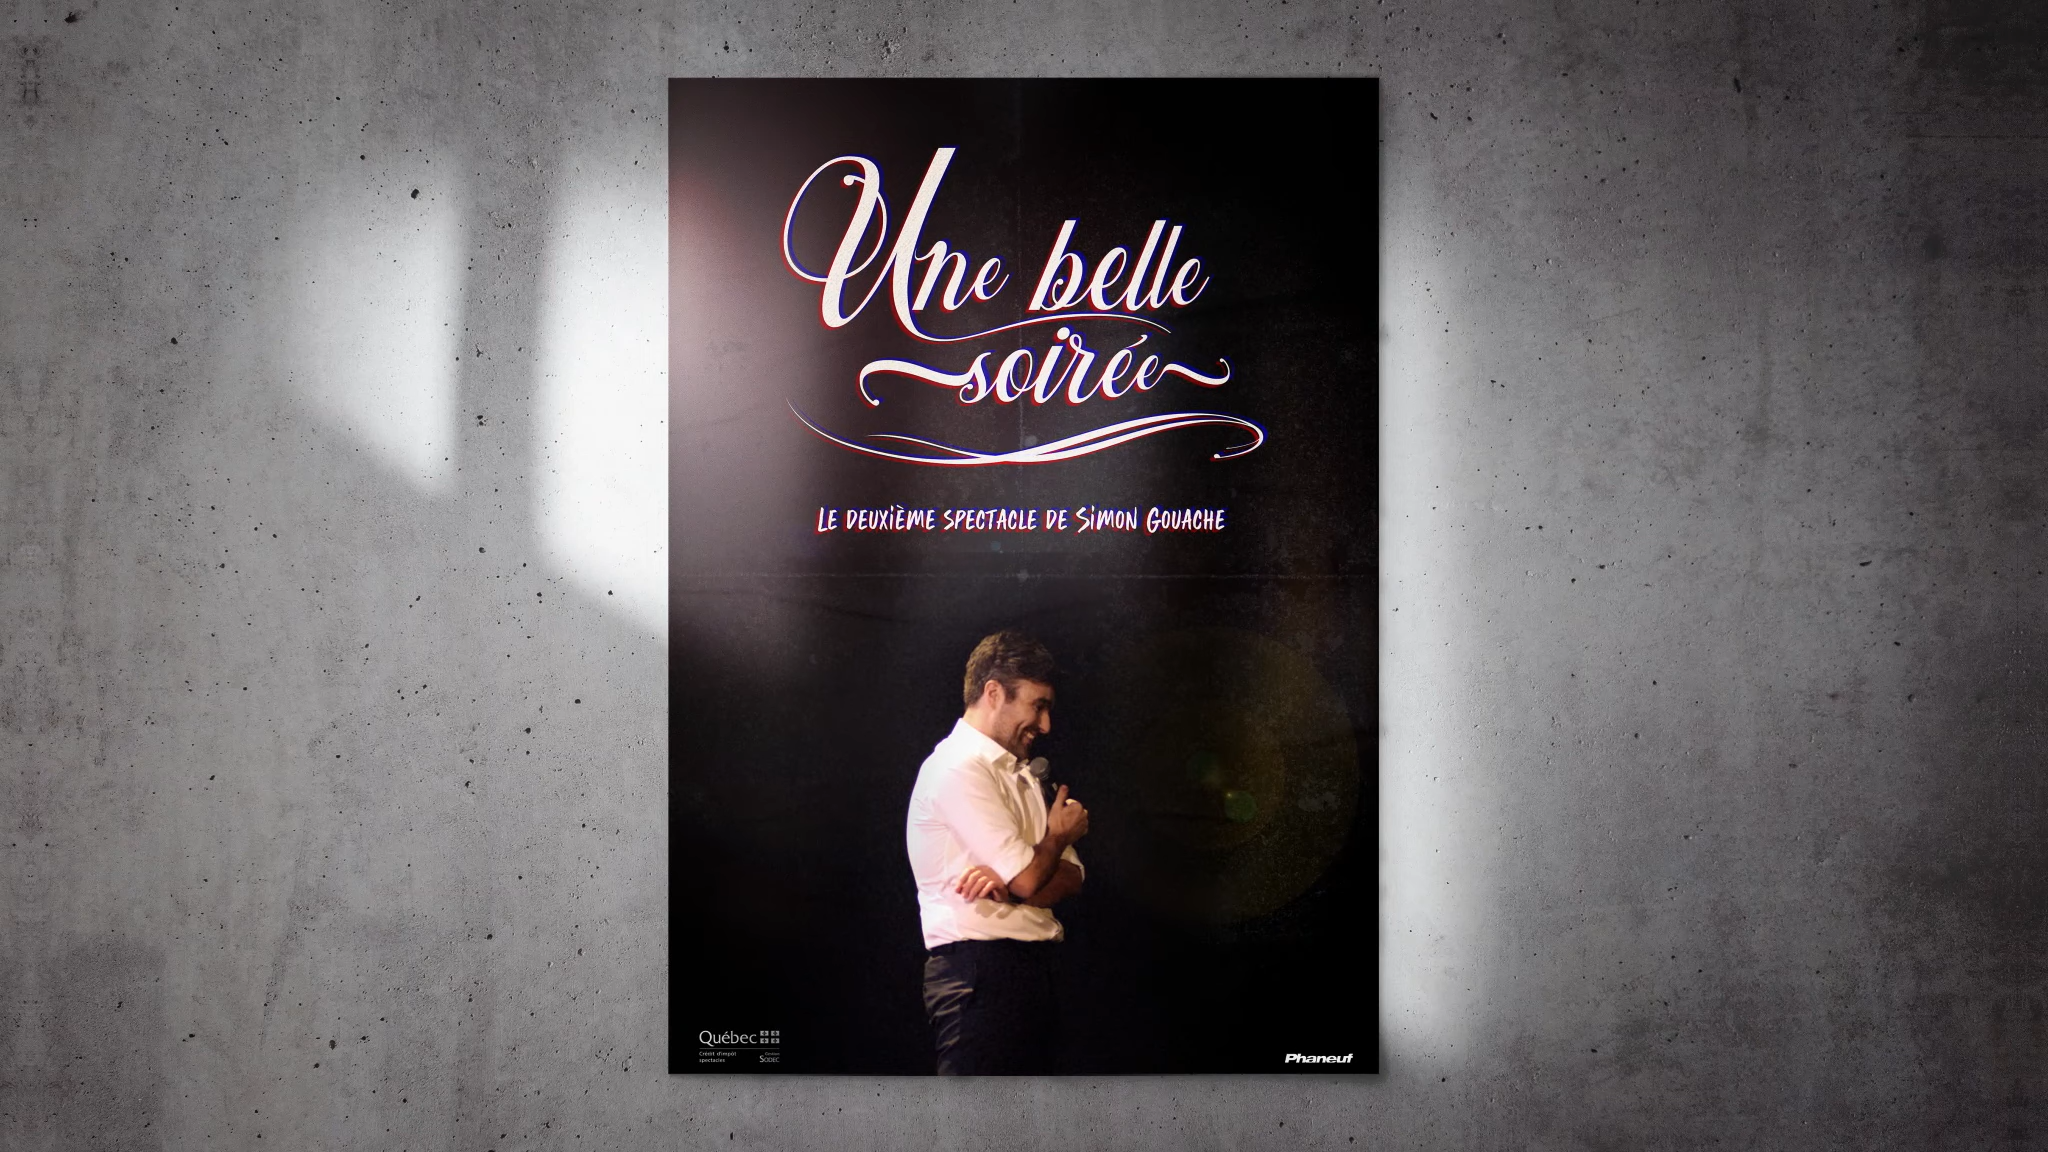 Une belle
soirée
Le deuxième spectacle de Simon Gouache
Québec
Crédit d'impôt
spectacles
SODEC
Phaneuf